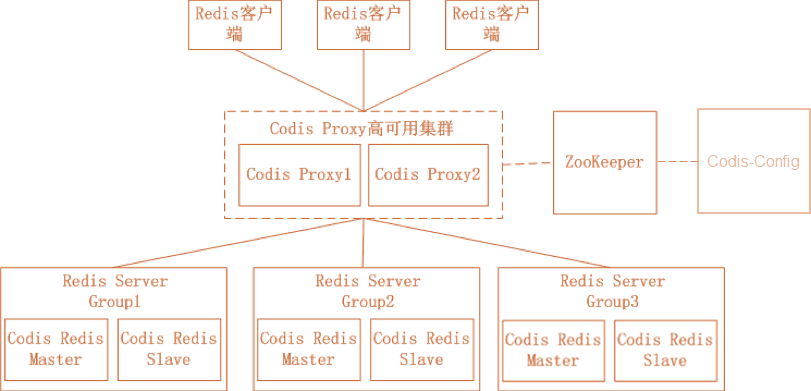 Redis客户
端
Redis客户
端
Redis客户
端
Codis Proxy高可用集群
Codis Proxy1
Codis Proxy2
ZooKeeper
Codis-Config
Redis Server
Group1
Codis Redis
Master
Codis Redis
Slave
Redis Server
Group2
Codis Redis
Master
Codis Redis
Slave
Redis Server
Group3
Codis Redis
Master
Codis Redis
Slave